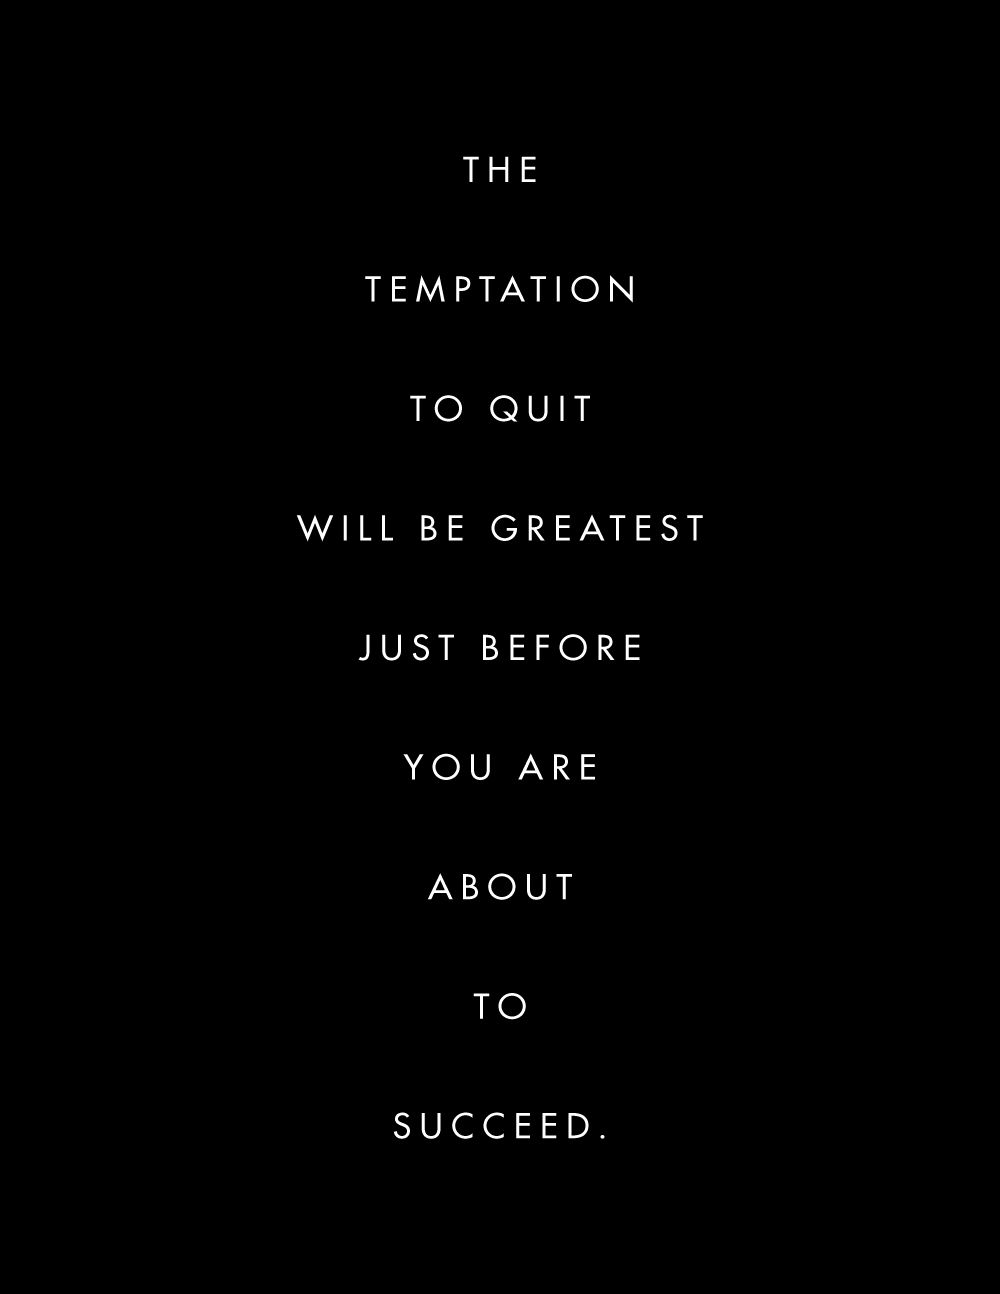 THE
TEMPTATION
TO QUIT
WILL BE GREATEST
JUST BEFORE
YOU ARE
ABOUT
TO
SUCCEED.